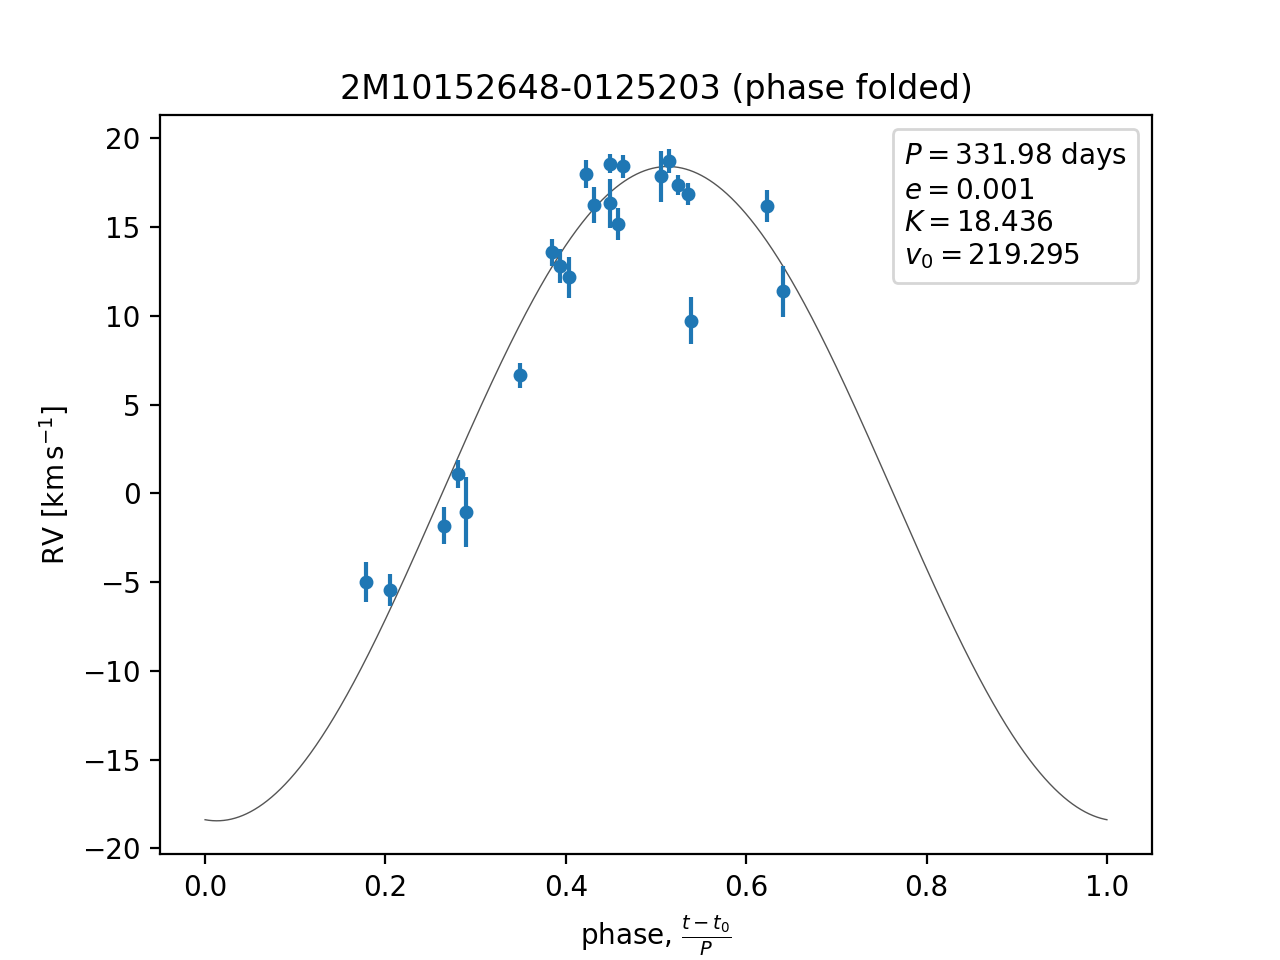 2M10152648-0125203 (phase folded)
P = 331.98 days
e = 0.001
K = 18.436
v₀ = 219.295
20
15
10
5
0
−5
−10
−15
−20
RV [km s⁻¹]
0.0 0.2 0.4 0.6 0.8 1.0
phase, (t − t₀)/P